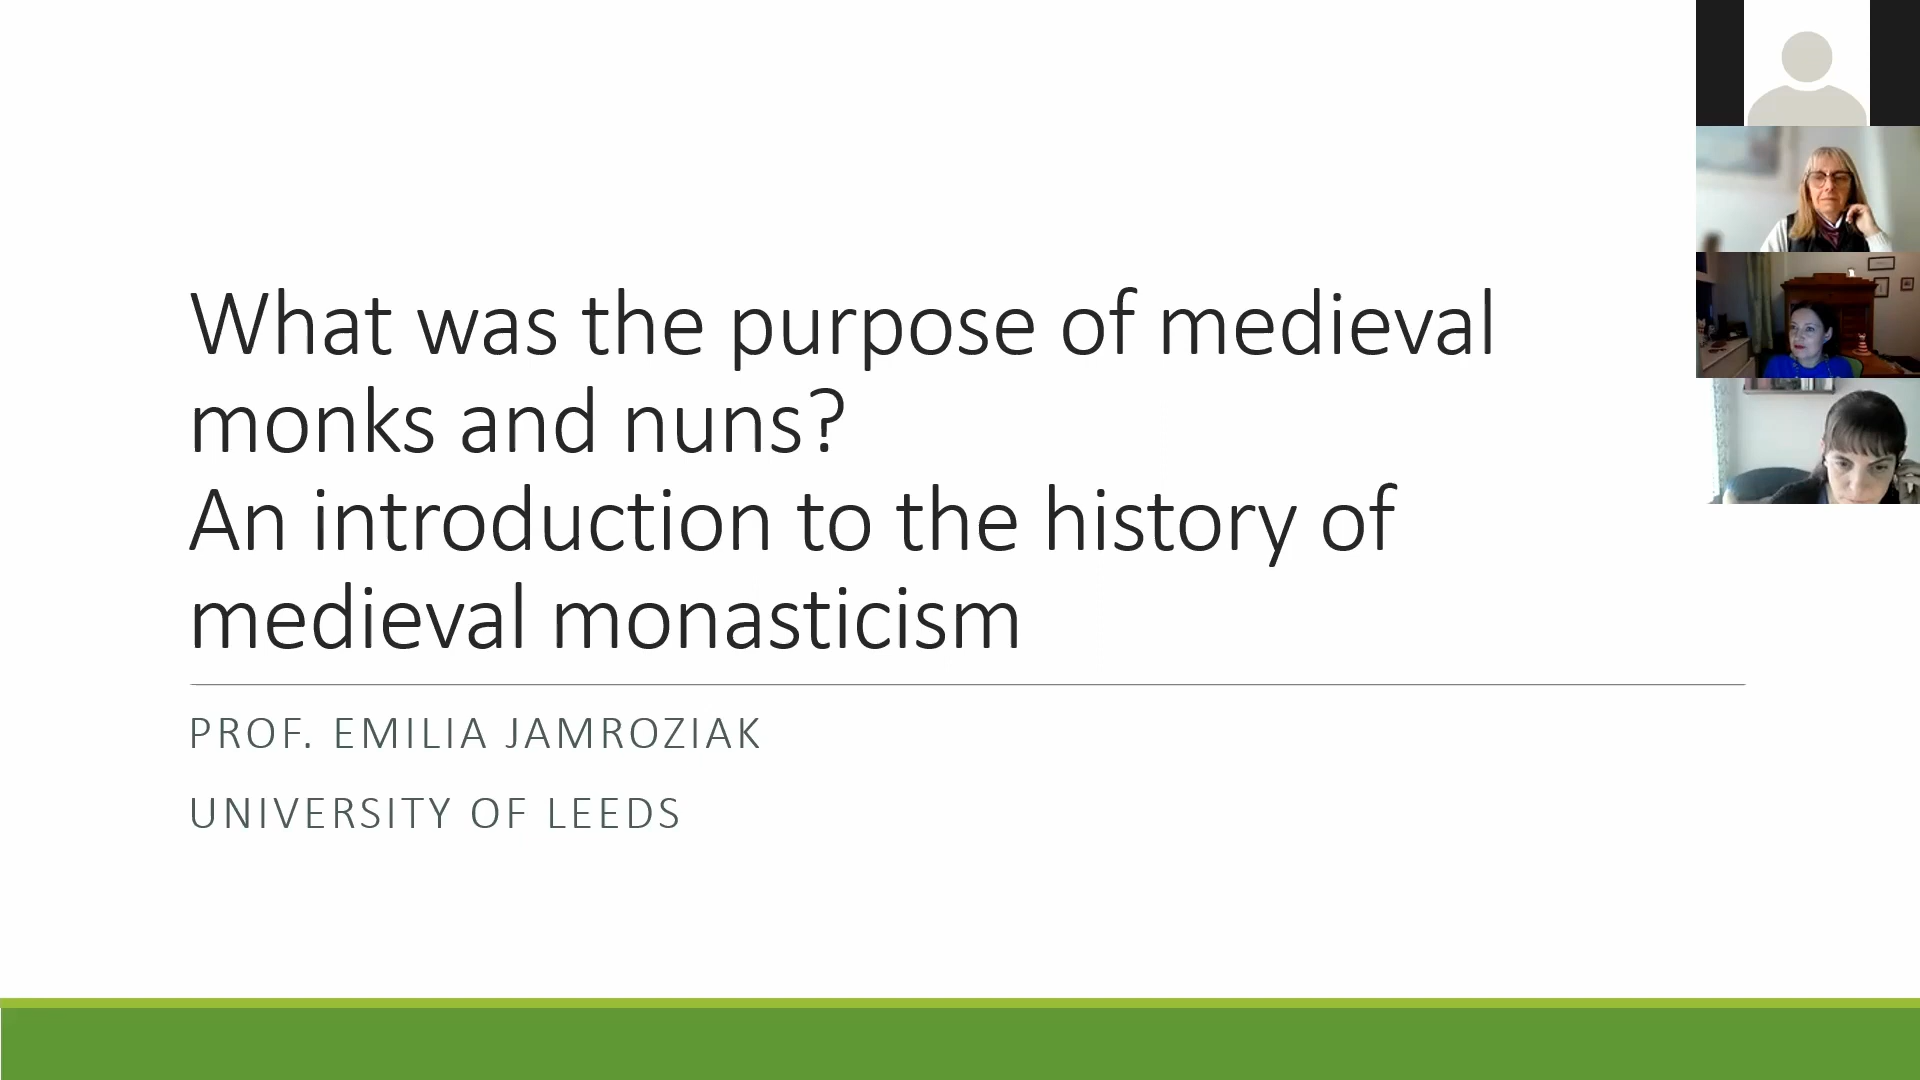 What was the purpose of medieval
monks and nuns?
An introduction to the history of
medieval monasticism
PROF. EMILIA JAMROZIAK
UNIVERSITY OF LEEDS